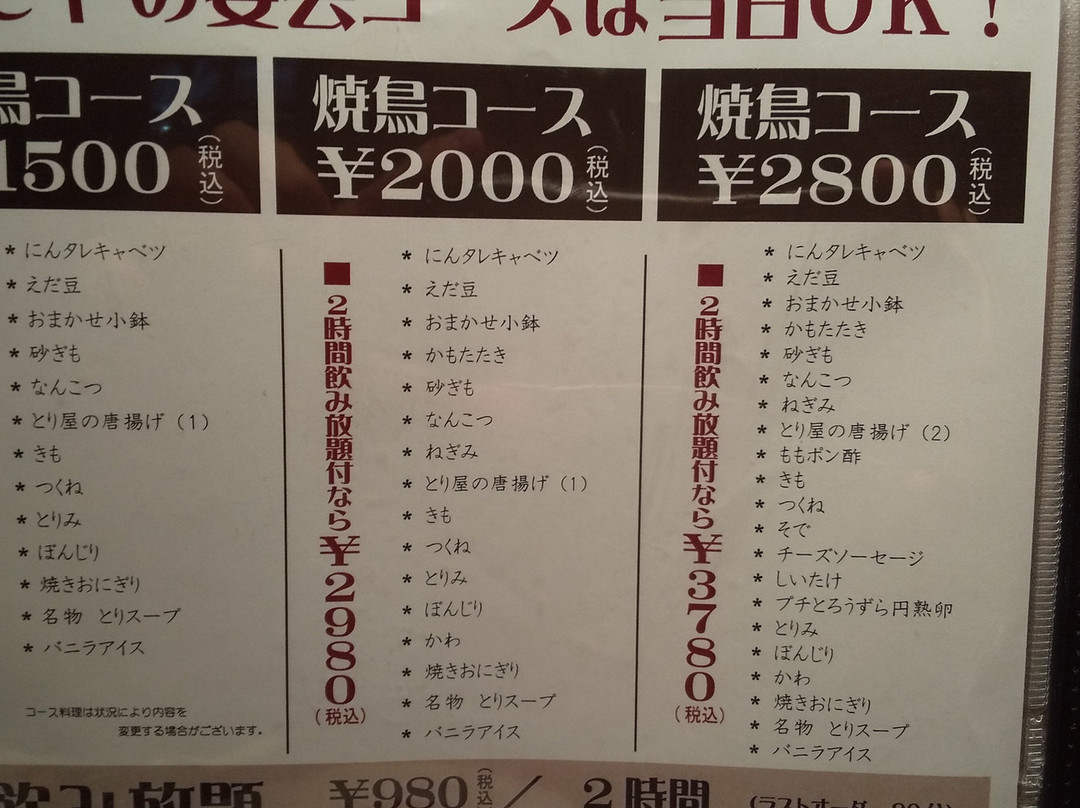 の宴会コースは当日OK!
鳥コース
1500(税込)
* にんタレキャベツ
* えだ豆
* おまかせ小鉢
* 砂ぎも
* なんこつ
* とり屋の唐揚げ(1)
* きも
* つくね
* とりみ
* ぼんじり
* 焼きおにぎり
* 名物 とりスープ
* バニラアイス
コース料理は状況により内容を
変更する場合がございます。
焼鳥コース
¥2000(税込)
■2時間飲み放題付なら¥2980(税込)
* にんタレキャベツ
* えだ豆
* おまかせ小鉢
* かもたたき
* 砂ぎも
* なんこつ
* ねぎみ
* とり屋の唐揚げ(1)
* きも
* つくね
* とりみ
* ぼんじり
* かわ
* 焼きおにぎり
* 名物 とりスープ
* バニラアイス
焼鳥コース
¥2800(税込)
■2時間飲み放題付なら¥3780(税込)
* にんタレキャベツ
* えだ豆
* おまかせ小鉢
* かもたたき
* 砂ぎも
* なんこつ
* ねぎみ
* とり屋の唐揚げ(2)
* ももポン酢
* きも
* つくね
* そで
* チーズソーセージ
* しいたけ
* プチとろうずら円熟卵
* とりみ
* ぼんじり
* かわ
* 焼きおにぎり
* 名物 とりスープ
* バニラアイス
飲み放題 ¥980(税込)/2時間